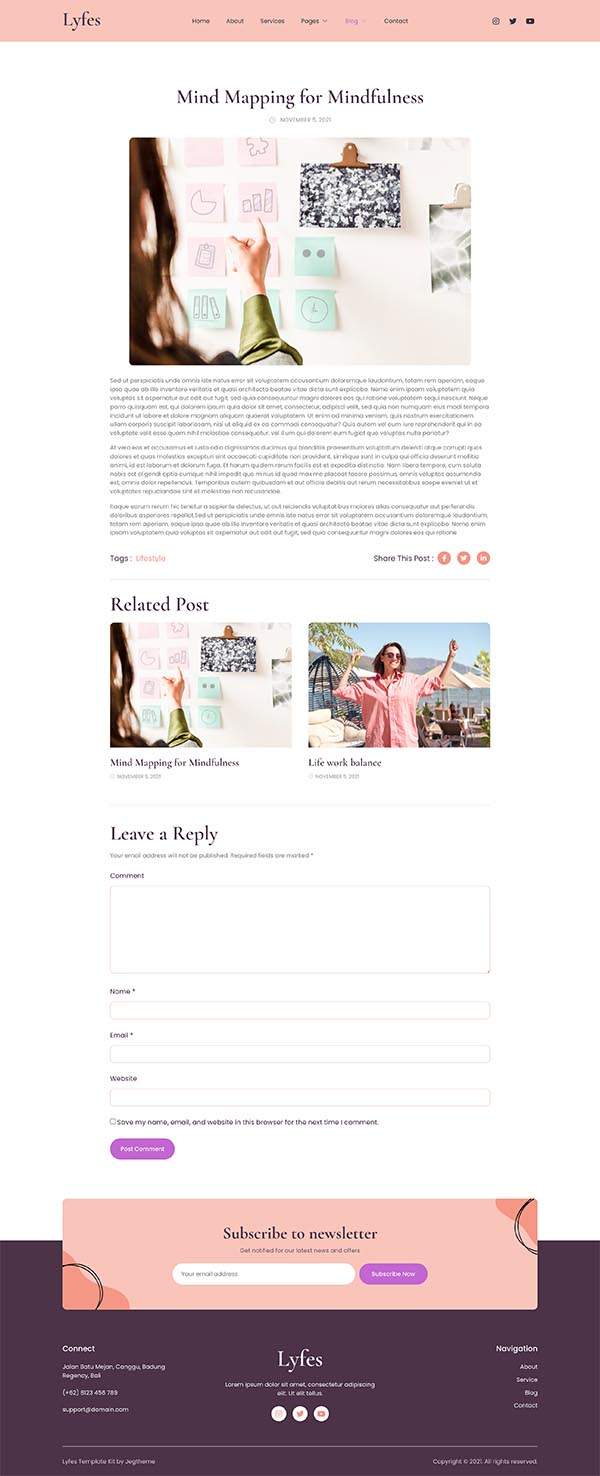 Lyfes
Home About Services Pages Blog Contact
Mind Mapping for Mindfulness
NOVEMBER 5, 2021
Sed ut perspiciatis unde omnis iste natus error sit voluptatem accusantium doloremque laudantium, totam rem aperiam, eaque
ipsa quae ab illo inventore veritatis et quasi architecto beatae vitae dicta sunt explicabo. Nemo enim ipsam voluptatem quia
voluptas sit aspernatur aut odit aut fugit, sed quia consequuntur magni dolores eos qui ratione voluptatem sequi nesciunt. Neque
porro quisquam est, qui dolorem ipsum quia dolor sit amet, consectetur, adipisci velit, sed quia non numquam eius modi tempora
incidunt ut labore et dolore magnam aliquam quaerat voluptatem. Ut enim ad minima veniam, quis nostrum exercitationem
ullam corporis suscipit laboriosam, nisi ut aliquid ex ea commodi consequatur? Quis autem vel eum iure reprehenderit qui in ea
voluptate velit esse quam nihil molestiae consequatur, vel illum qui dolorem eum fugiat quo voluptas nulla pariatur?
At vero eos et accusamus et iusto odio dignissimos ducimus qui blanditiis praesentium voluptatum deleniti atque corrupti quos
dolores et quas molestias excepturi sint occaecati cupiditate non provident, similique sunt in culpa qui officia deserunt mollitia
animi, id est laborum et dolorum fuga. Et harum quidem rerum facilis est et expedita distinctio. Nam libero tempore, cum soluta
nobis est eligendi optio cumque nihil impedit quo minus id quod maxime placeat facere possimus, omnis voluptas assumenda
est, omnis dolor repellendus. Temporibus autem quibusdam et aut officiis debitis aut rerum necessitatibus saepe eveniet ut et
voluptates repudiandae sint et molestiae non recusandae.
Itaque earum rerum hic tenetur a sapiente delectus, ut aut reiciendis voluptatibus maiores alias consequatur aut perferendis
doloribus asperiores repellat.Sed ut perspiciatis unde omnis iste natus error sit voluptatem accusantium doloremque laudantium,
totam rem aperiam, eaque ipsa quae ab illo inventore veritatis et quasi architecto beatae vitae dicta sunt explicabo. Nemo enim
ipsam voluptatem quia voluptas sit aspernatur aut odit aut fugit, sed quia consequuntur magni dolores eos qui ratione
Tags : Lifestyle
Share This Post :
Related Post
Mind Mapping for Mindfulness
NOVEMBER 5, 2021
Life work balance
NOVEMBER 5, 2021
Leave a Reply
Your email address will not be published. Required fields are marked *
Comment
Name *
Email *
Website
Save my name, email, and website in this browser for the next time I comment.
Post Comment
Subscribe to newsletter
Get notified for our latest news and offers
Your email address
Subscribe Now
Connect
Jalan Batu Mejan, Canggu, Badung
Regency, Bali
(+62) 8123 456 789
support@domain.com
Lyfes
Lorem ipsum dolor sit amet, consectetur adipiscing
elit. Ut elit tellus.
Navigation
About
Service
Blog
Contact
Lyfes Template Kit by Jegtheme
Copyright © 2021. All rights reserved.